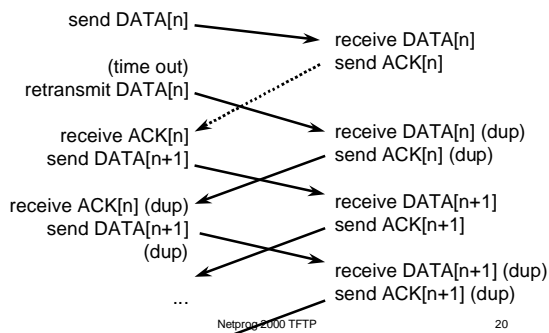 send DATA[n]
receive DATA[n]
send ACK[n]
(time out)
retransmit DATA[n]
receive ACK[n]
send DATA[n+1]
receive DATA[n] (dup)
send ACK[n] (dup)
receive ACK[n] (dup)
send DATA[n+1]
(dup)
receive DATA[n+1]
send ACK[n+1]
...
receive DATA[n+1] (dup)
send ACK[n+1] (dup)
Netprog 2000 TFTP
20